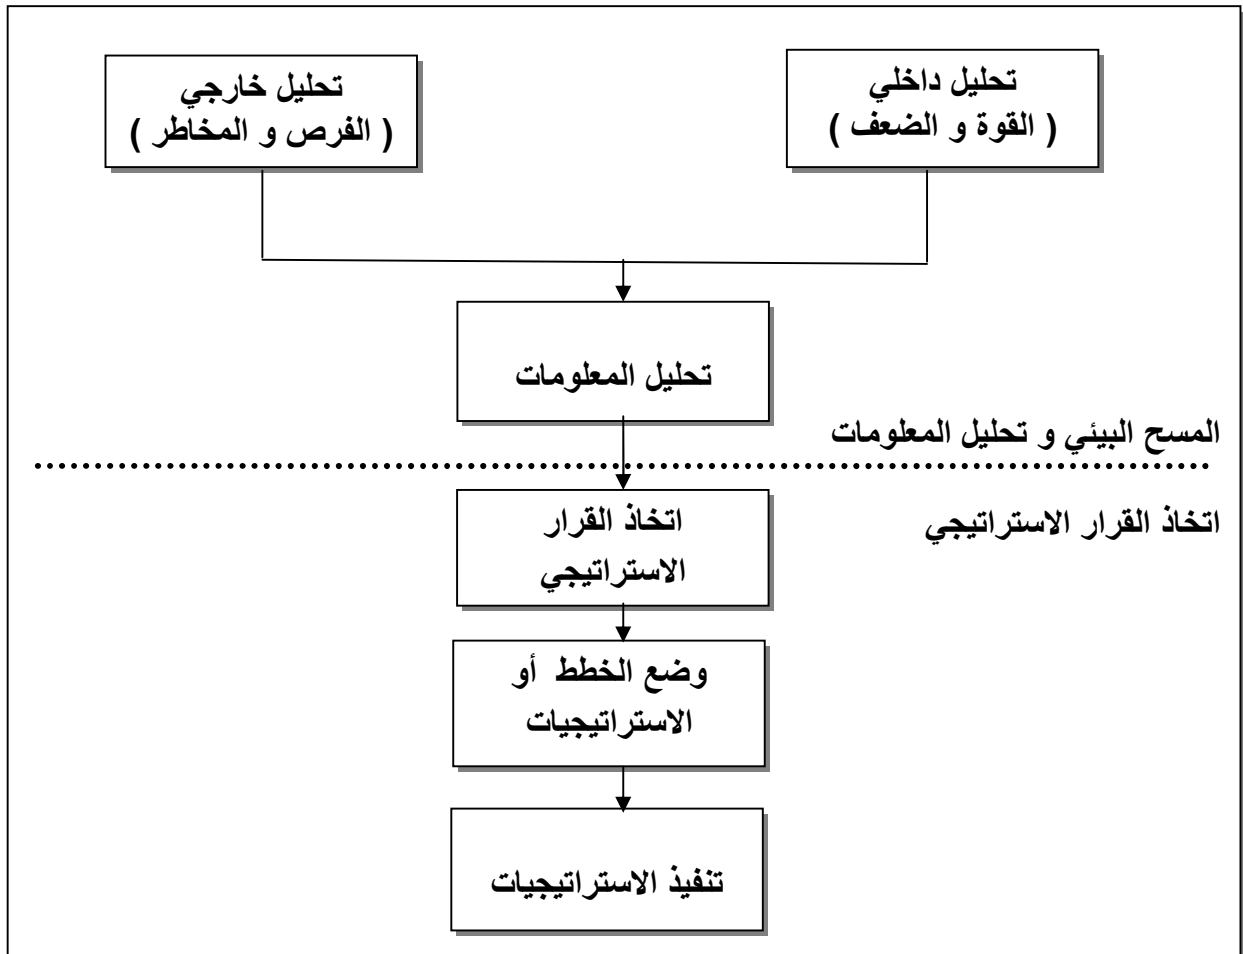 تحليل داخلي
( القوة و الضعف )
تحليل خارجي
( الفرص و المخاطر )
تحليل المعلومات
المسح البيئي و تحليل المعلومات
اتخاذ القرار الاستراتيجي
اتخاذ القرار
الاستراتيجي
وضع الخطط أو
الاستراتيجيات
تنفيذ الاستراتيجيات